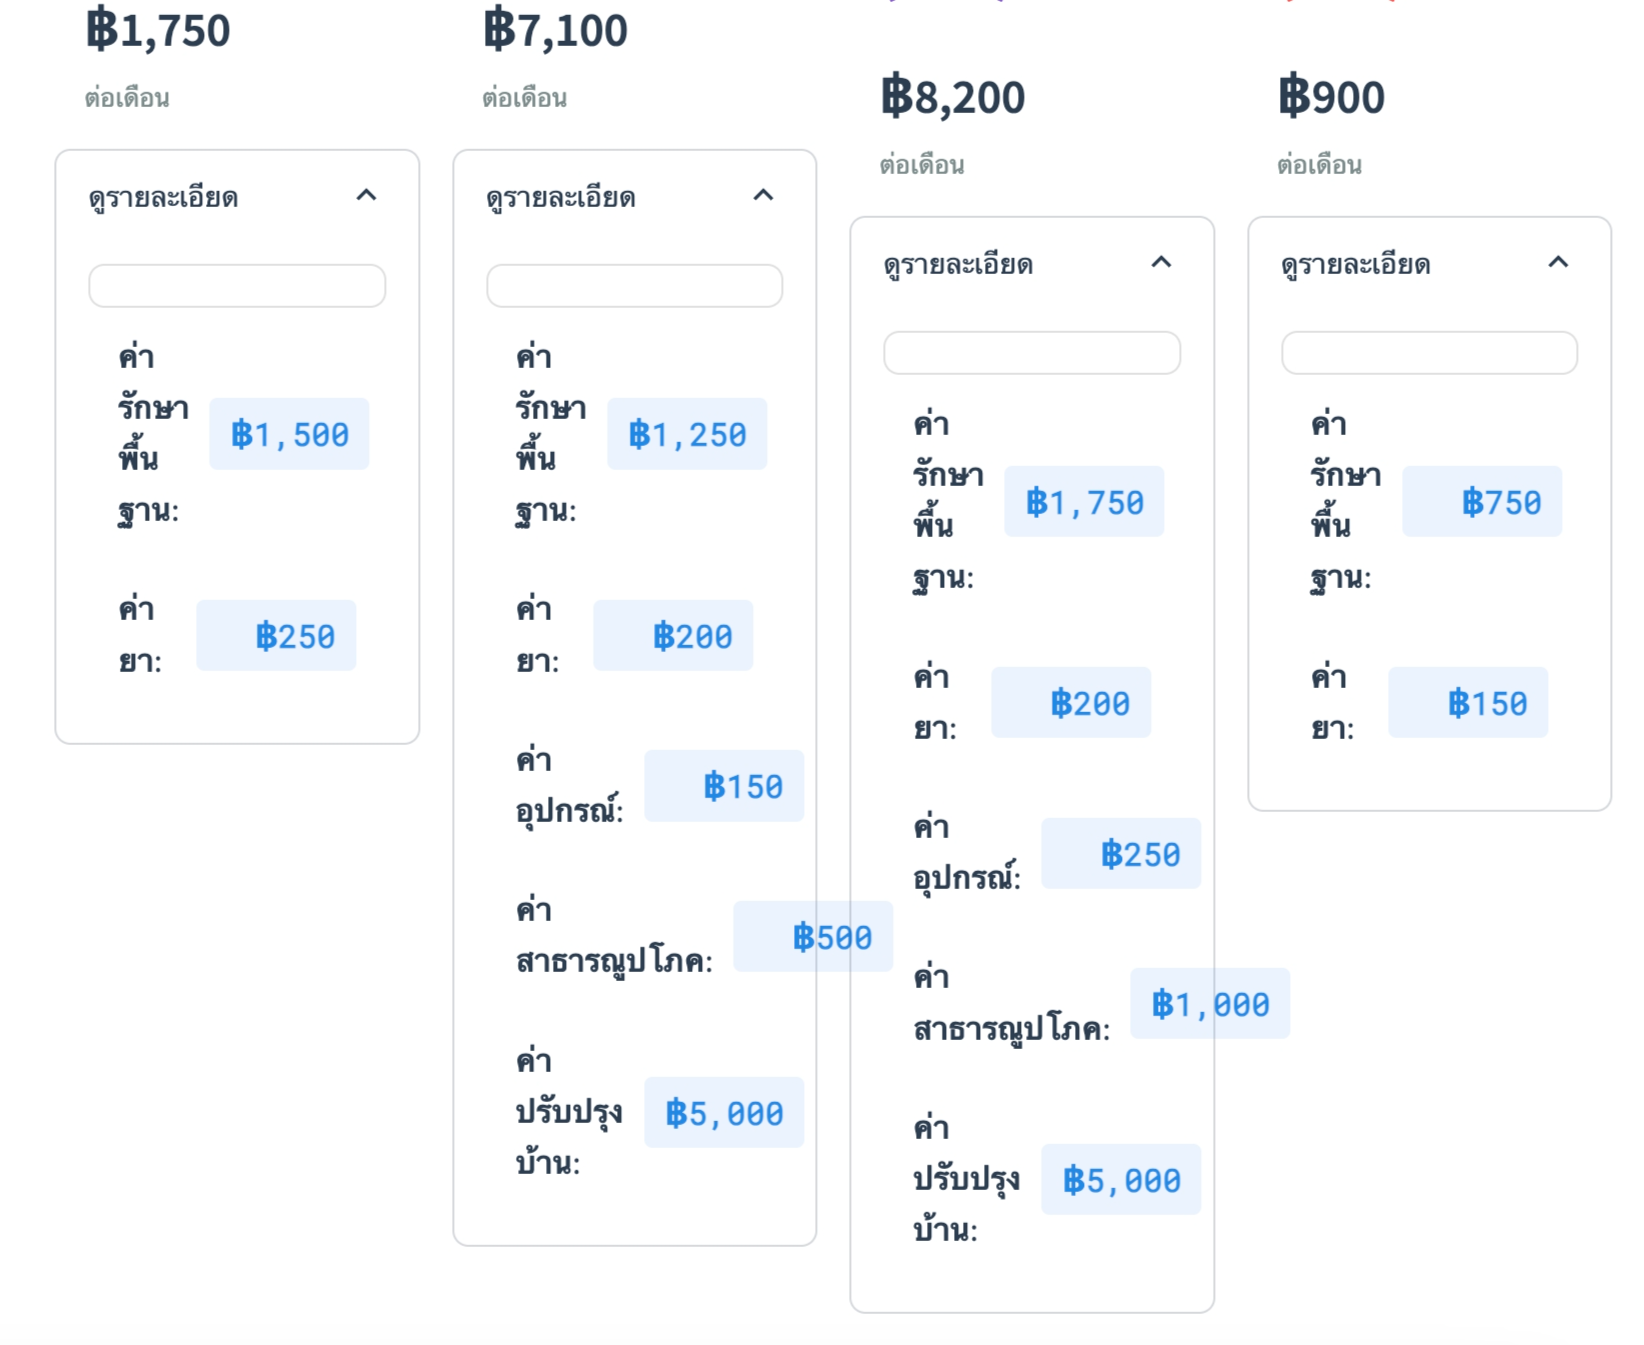 ฿1,750
ต่อเดือน
ดูรายละเอียด
ค่า
รักษา
พื้น
ฐาน:
฿1,500
ค่า
ยา:
฿250
฿7,100
ต่อเดือน
ดูรายละเอียด
ค่า
รักษา
พื้น
ฐาน:
฿1,250
ค่า
ยา:
฿200
ค่า
อุปกรณ์:
฿150
ค่า
สาธารณูปโภค:
฿500
ค่า
ปรับปรุง
บ้าน:
฿5,000
฿8,200
ต่อเดือน
ดูรายละเอียด
ค่า
รักษา
พื้น
ฐาน:
฿1,750
ค่า
ยา:
฿200
ค่า
อุปกรณ์:
฿250
ค่า
สาธารณูปโภค:
฿1,000
ค่า
ปรับปรุง
บ้าน:
฿5,000
฿900
ต่อเดือน
ดูรายละเอียด
ค่า
รักษา
พื้น
ฐาน:
฿750
ค่า
ยา:
฿150